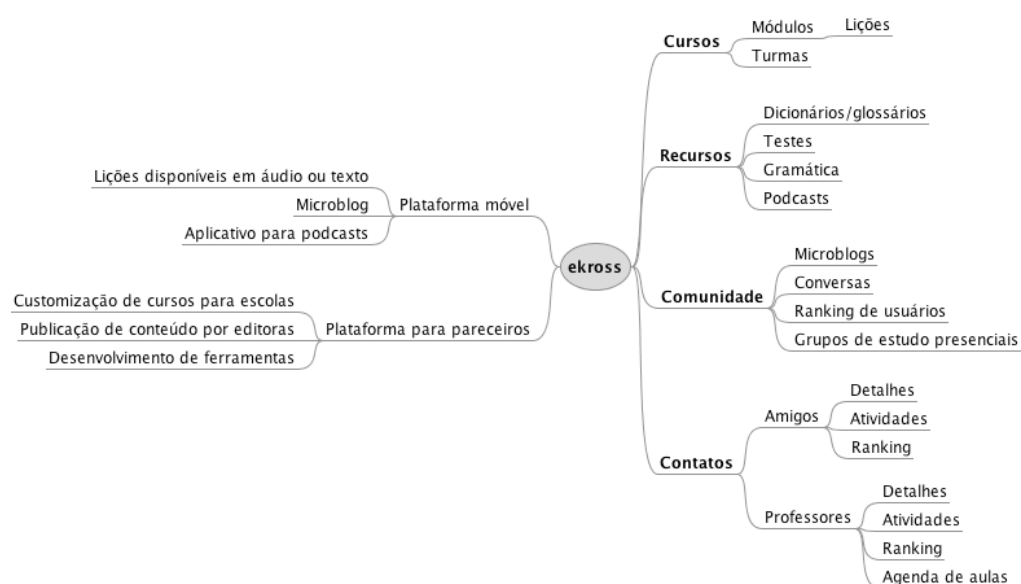 Lições disponíveis em áudio ou texto
Microblog
Aplicativo para podcasts
Plataforma móvel
Customização de cursos para escolas
Publicação de conteúdo por editoras
Desenvolvimento de ferramentas
Plataforma para pareceiros
ekross
Cursos
Módulos
Lições
Turmas
Recursos
Dicionários/glossários
Testes
Gramática
Podcasts
Comunidade
Microblogs
Conversas
Ranking de usuários
Grupos de estudo presenciais
Contatos
Amigos
Detalhes
Atividades
Ranking
Professores
Detalhes
Atividades
Ranking
Agenda de aulas